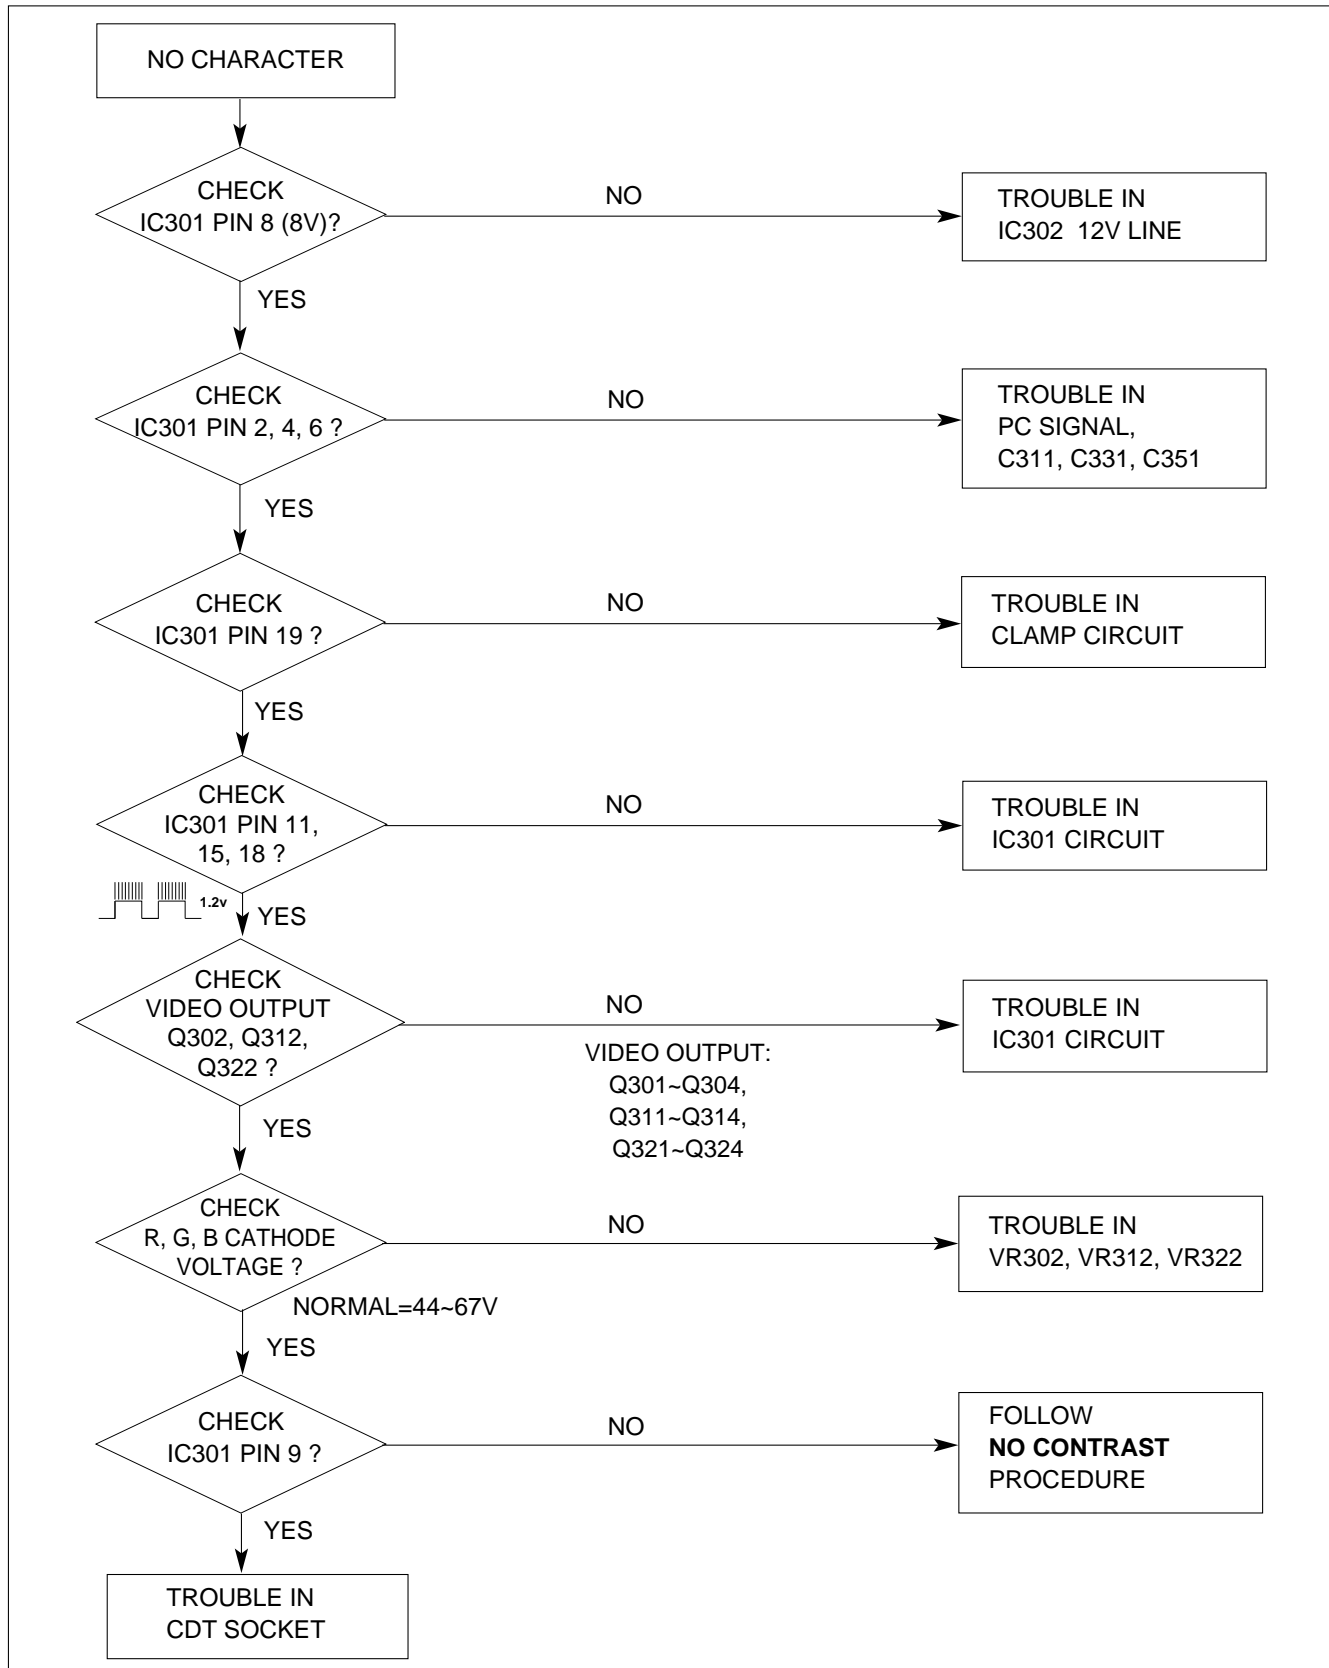 NO CHARACTER
CHECK
IC301 PIN 8 (8V)?
NO
TROUBLE IN
IC302 12V LINE
YES
CHECK
IC301 PIN 2, 4, 6 ?
NO
TROUBLE IN
PC SIGNAL,
C311, C331, C351
YES
CHECK
IC301 PIN 19 ?
NO
TROUBLE IN
CLAMP CIRCUIT
YES
CHECK
IC301 PIN 11,
15, 18 ?
NO
TROUBLE IN
IC301 CIRCUIT
1.2v
YES
CHECK
VIDEO OUTPUT
Q302, Q312,
Q322 ?
NO
VIDEO OUTPUT:
Q301~Q304,
Q311~Q314,
Q321~Q324
TROUBLE IN
IC301 CIRCUIT
YES
CHECK
R, G, B CATHODE
VOLTAGE ?
NO
TROUBLE IN
VR302, VR312, VR322
NORMAL=44~67V
YES
CHECK
IC301 PIN 9 ?
NO
FOLLOW
NO CONTRAST
PROCEDURE
YES
TROUBLE IN
CDT SOCKET